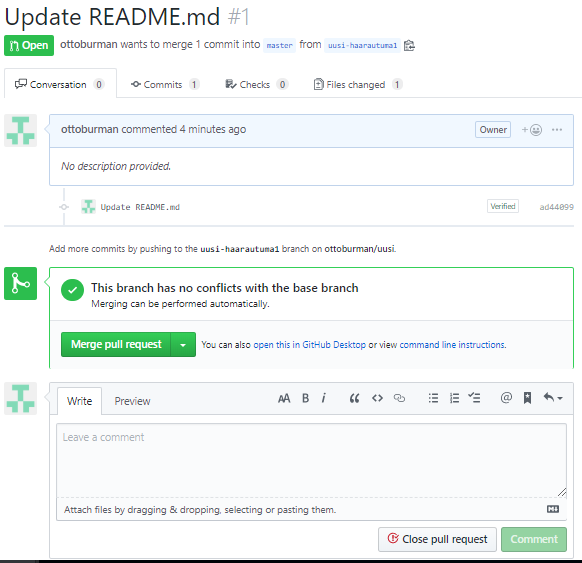 Update README.md #1
Open ottoburman wants to merge 1 commit into master from uusi-haarautuma1
Conversation 0 Commits 1 Checks 0 Files changed 1
ottoburman commented 4 minutes ago Owner
No description provided.
Update README.md Verified ad44099
Add more commits by pushing to the uusi-haarautuma1 branch on ottoburman/uusi.
This branch has no conflicts with the base branch
Merging can be performed automatically.
Merge pull request You can also open this in GitHub Desktop or view command line instructions.
Write Preview AA B i
Leave a comment
Attach files by dragging & dropping, selecting or pasting them.
Close pull request Comment